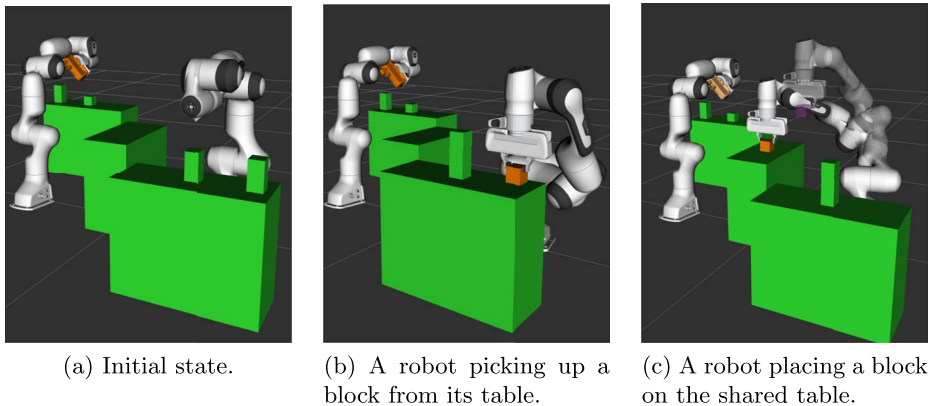 (a) Initial state.
(b) A robot picking up a
block from its table.
(c) A robot placing a block
on the shared table.